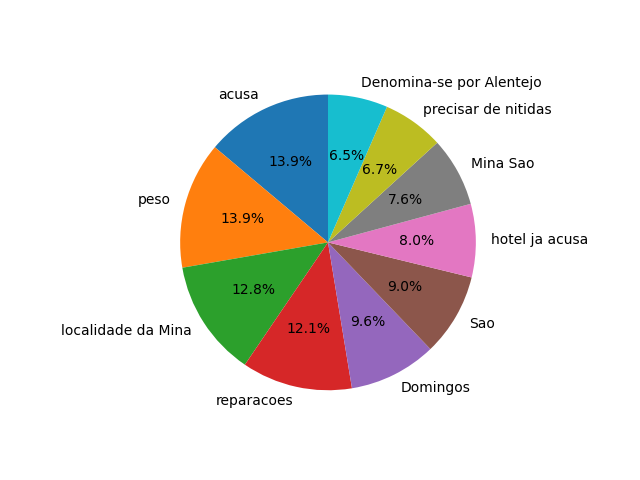 Denomina-se por Alentejo
acusa
precisar de nitidas
6.5%
13.9%
6.7%
Mina Sao
peso
7.6%
13.9%
8.0%
hotel ja acusa
12.8%
9.0%
localidade da Mina
12.1%
9.6%
Sao
Domingos
reparacoes